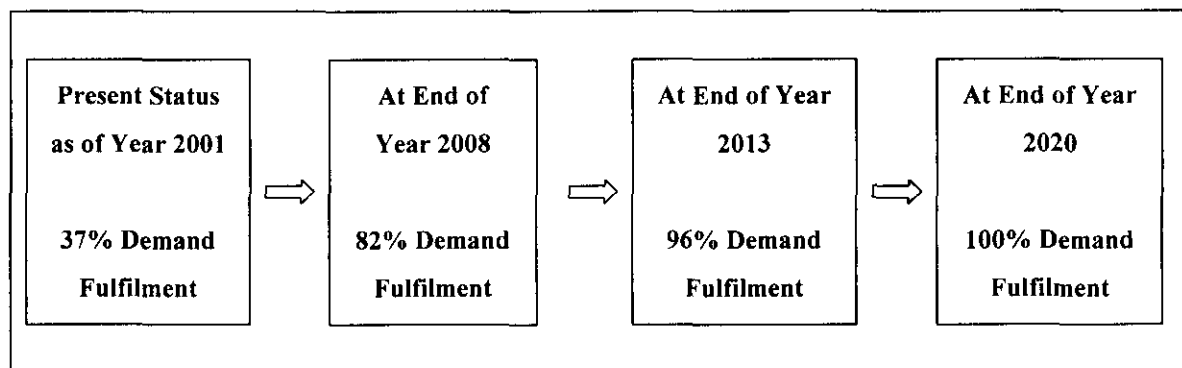 Present Status
as of Year 2001
37% Demand
Fulfilment
At End of
Year 2008
82% Demand
Fulfilment
At End of Year
2013
96% Demand
Fulfilment
At End of Year
2020
100% Demand
Fulfilment